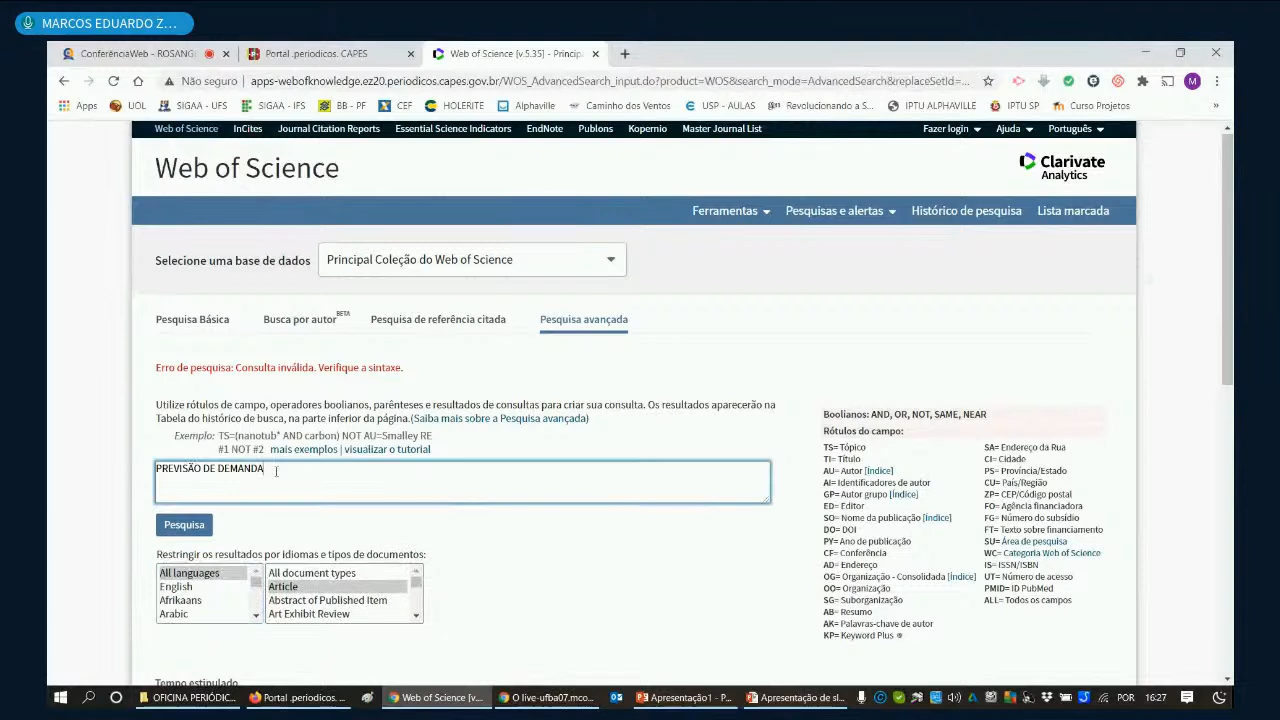 MARCOS EDUARDO Z...
ConferênciaWeb - ROSANG
Portal .periodicos. CAPES
Web of Science [v.5.35] - Princip
Não seguro
apps-webofknowledge.ez20.periodicos.capes.gov.br/WOS_AdvancedSearch_input.do?product=WOS&search_mode=AdvancedSearch&replaceSetId=...
M
Apps
UOL
SIGAA - UFS
SIGAA - IFS
BB - PF
CEF
HOLERITE
Alphaville
Caminho dos Ventos
USP - AULAS
Revolucionando a S...
IPTU ALPHAVILLE
IPTU SP
Curso Projetos
»
Web of Science
InCites
Journal Citation Reports
Essential Science Indicators
EndNote
Publons
Kopernio
Master Journal List
Fazer login
Ajuda
Português
Web of Science
Clarivate
Analytics
Ferramentas
Pesquisas e alertas
Histórico de pesquisa
Lista marcada
Selecione uma base de dados
Principal Coleção do Web of Science
Pesquisa Básica
Busca por autor BETA
Pesquisa de referência citada
Pesquisa avançada
Erro de pesquisa: Consulta inválida. Verifique a sintaxe.
Utilize rótulos de campo, operadores boolianos, parênteses e resultados de consultas para criar sua consulta. Os resultados aparecerão na
Tabela do histórico de busca, na parte inferior da página.(Saiba mais sobre a Pesquisa avançada)
Exemplo: TS=(nanotub* AND carbon) NOT AU=Smalley RE
#1 NOT #2 mais exemplos | visualizar o tutorial
PREVISÃO DE DEMANDA
Pesquisa
Restringir os resultados por idiomas e tipos de documentos:
All languages
English
Afrikaans
Arabic
All document types
Article
Abstract of Published Item
Art Exhibit Review
Tempo estipulado
Boolianos: AND, OR, NOT, SAME, NEAR
Rótulos do campo:
TS= Tópico
TI= Título
AU= Autor [Índice]
AI= Identificadores de autor
GP= Autor grupo [Índice]
ED= Editor
SO= Nome da publicação [Índice]
DO= DOI
PY= Ano de publicação
CF= Conferência
AD= Endereço
OG= Organização - Consolidada [Índice]
OO= Organização
SG= Suborganização
AB= Resumo
AK= Palavras-chave de autor
KP= Keyword Plus ®
SA= Endereço da Rua
CI= Cidade
PS= Província/Estado
CU= País/Região
ZP= CEP/Código postal
FO= Agência financiadora
FG= Número do subsídio
FT= Texto sobre financiamento
SU= Área de pesquisa
WC= Categoria Web of Science
IS= ISSN/ISBN
UT= Número de acesso
PMID= ID PubMed
ALL= Todos os campos
OFICINA PERIÓDIC...
Portal .periodicos. ...
Web of Science [v...
O live-ufba07.mco...
Apresentação1 - P...
Apresentação de sl...
POR
16:27